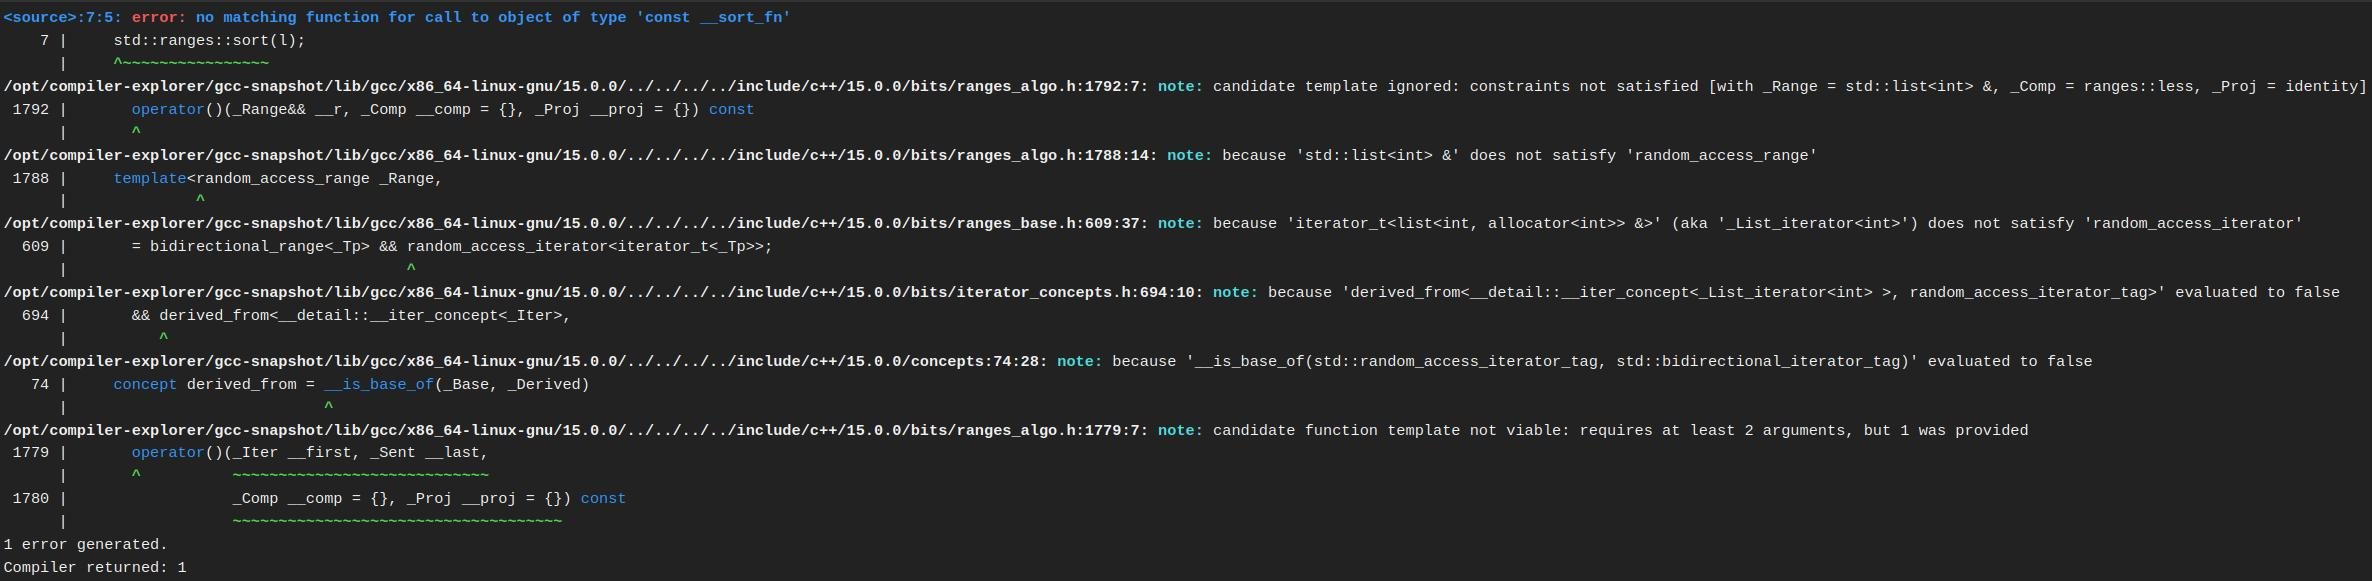 <source>:7:5: error: no matching function for call to object of type 'const __sort_fn'
    7 |     std::ranges::sort(l);
      |     ^~~~~~~~~~~~~~~~~
/opt/compiler-explorer/gcc-snapshot/lib/gcc/x86_64-linux-gnu/15.0.0/../../../../include/c++/15.0.0/bits/ranges_algo.h:1792:7: note: candidate template ignored: constraints not satisfied [with _Range = std::list<int> &, _Comp = ranges::less, _Proj = identity]
 1792 |       operator()(_Range&& __r, _Comp __comp = {}, _Proj __proj = {}) const
      |       ^
/opt/compiler-explorer/gcc-snapshot/lib/gcc/x86_64-linux-gnu/15.0.0/../../../../include/c++/15.0.0/bits/ranges_algo.h:1788:14: note: because 'std::list<int> &' does not satisfy 'random_access_range'
 1788 |     template<random_access_range _Range,
      |              ^
/opt/compiler-explorer/gcc-snapshot/lib/gcc/x86_64-linux-gnu/15.0.0/../../../../include/c++/15.0.0/bits/ranges_base.h:609:37: note: because 'iterator_t<list<int, allocator<int>> &>' (aka '_List_iterator<int>') does not satisfy 'random_access_iterator'
  609 |       = bidirectional_range<_Tp> && random_access_iterator<iterator_t<_Tp>>;
      |                                     ^
/opt/compiler-explorer/gcc-snapshot/lib/gcc/x86_64-linux-gnu/15.0.0/../../../../include/c++/15.0.0/bits/iterator_concepts.h:694:10: note: because 'derived_from<__detail::__iter_concept<_List_iterator<int> >, random_access_iterator_tag>' evaluated to false
  694 |       && derived_from<__detail::__iter_concept<_Iter>,
      |          ^
/opt/compiler-explorer/gcc-snapshot/lib/gcc/x86_64-linux-gnu/15.0.0/../../../../include/c++/15.0.0/concepts:74:28: note: because '__is_base_of(std::random_access_iterator_tag, std::bidirectional_iterator_tag)' evaluated to false
   74 |     concept derived_from = __is_base_of(_Base, _Derived)
      |                            ^
/opt/compiler-explorer/gcc-snapshot/lib/gcc/x86_64-linux-gnu/15.0.0/../../../../include/c++/15.0.0/bits/ranges_algo.h:1779:7: note: candidate function template not viable: requires at least 2 arguments, but 1 was provided
 1779 |       operator()(_Iter __first, _Sent __last,
      |       ^          ~~~~~~~~~~~~~~~~~~~~~~~~~~~~
 1780 |                  _Comp __comp = {}, _Proj __proj = {}) const
      |                  ~~~~~~~~~~~~~~~~~~~~~~~~~~~~~~~~~~~~
1 error generated.
Compiler returned: 1